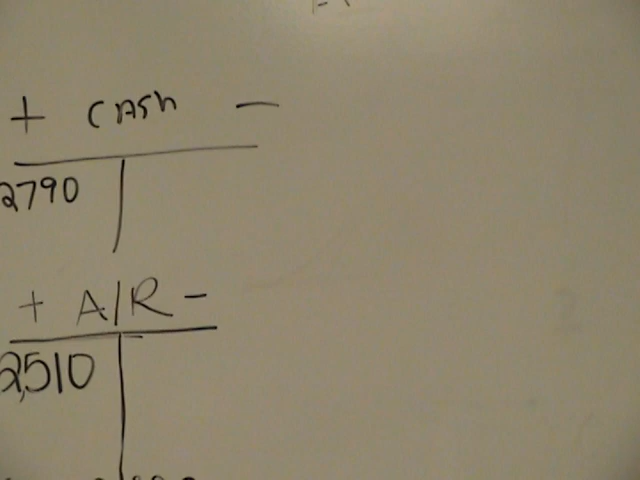 + CASH -
2790
+ A/R -
2,510